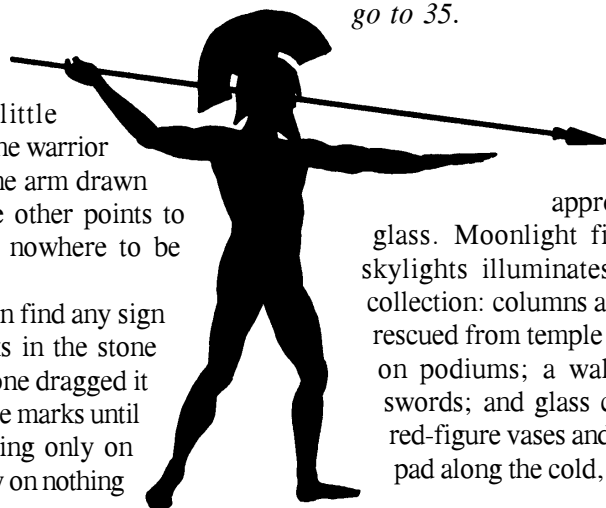 little
he warrior
ne arm drawn
e other points to
nowhere to be
n find any sign
ks in the stone
one dragged it
e marks until
ing only on
y on nothing
go to 35.
appro
glass. Moonlight fi
skylights illuminates
collection: columns a
rescued from temple
on podiums; a wal
swords; and glass c
red-figure vases and
pad along the cold,